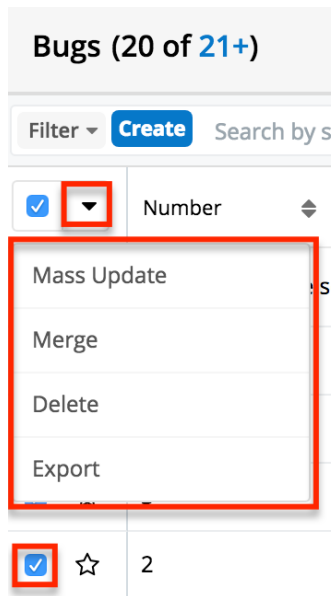 Bugs (20 of 21+)
Filter Create Search by s
Number
Mass Update
s
Merge
Delete
Export
2